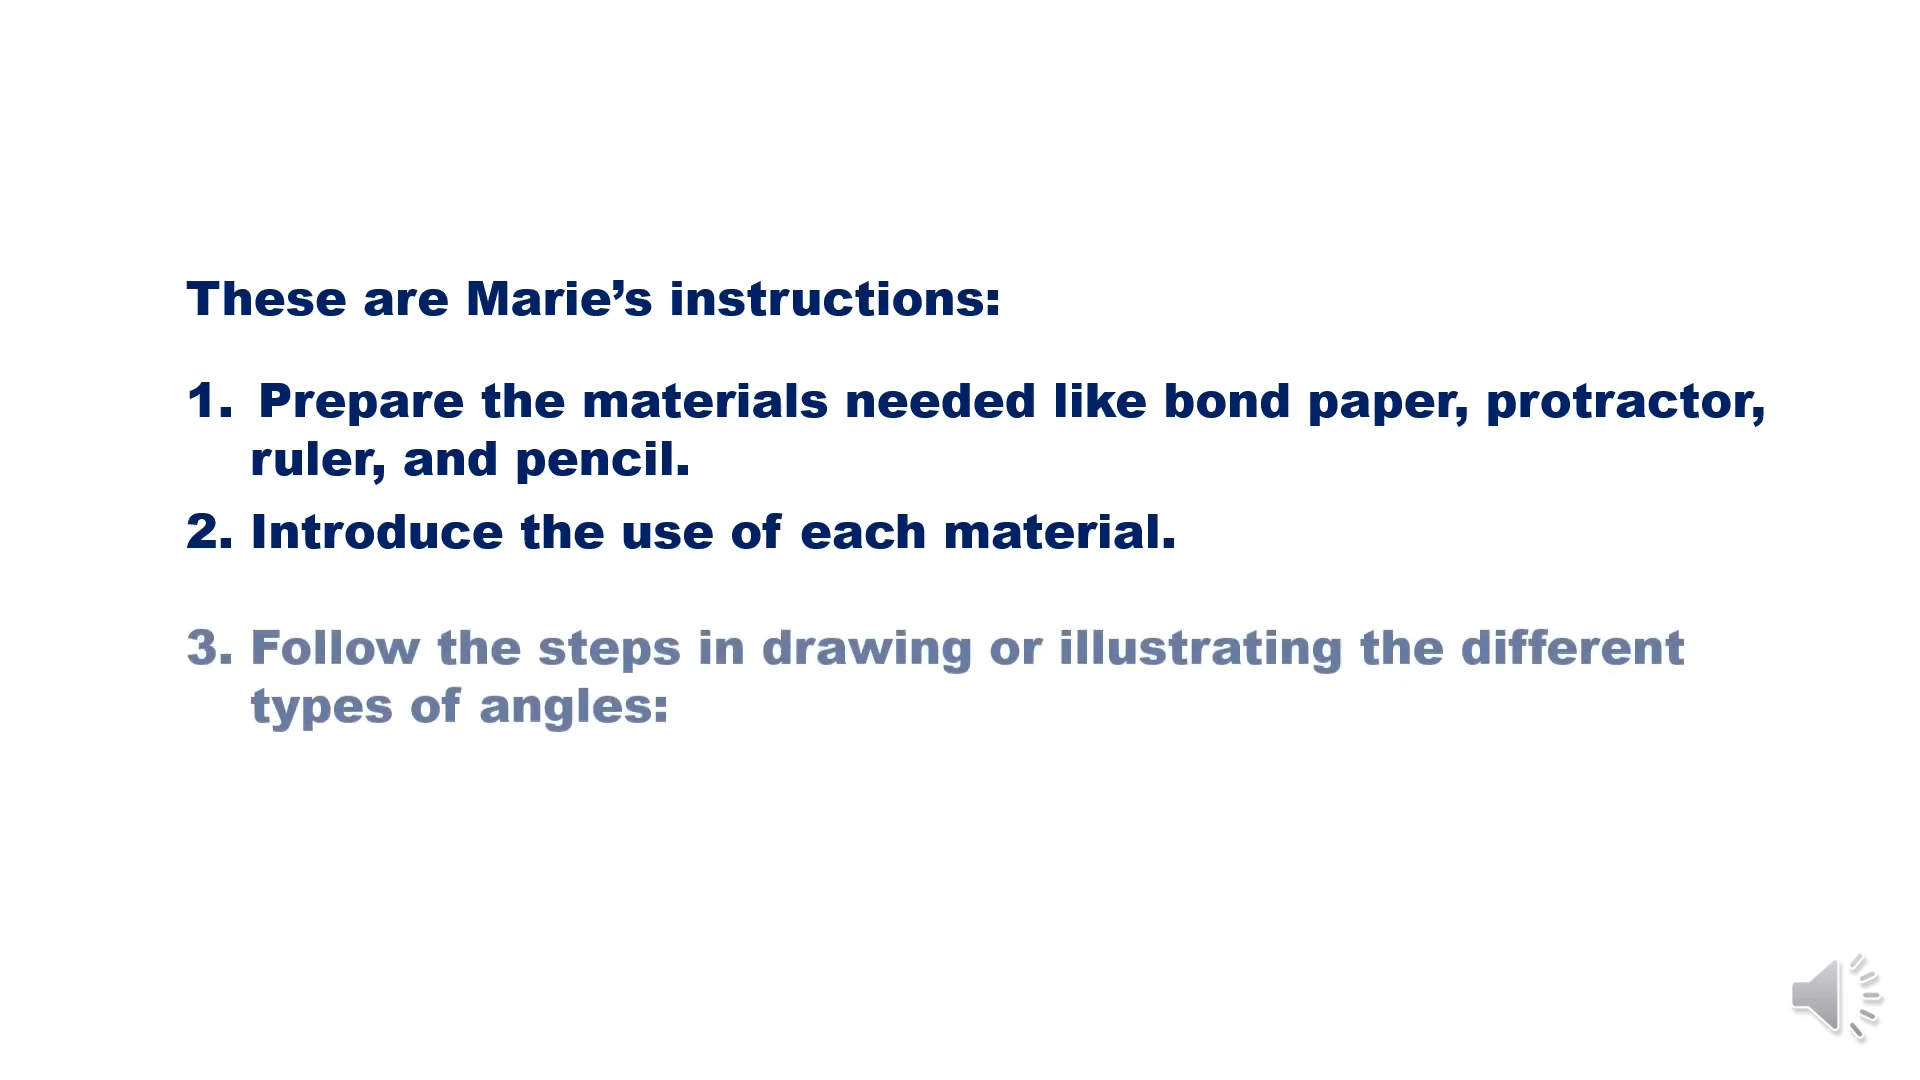 These are Marie’s instructions:
1. Prepare the materials needed like bond paper, protractor,
ruler, and pencil.
2. Introduce the use of each material.
3. Follow the steps in drawing or illustrating the different
types of angles: